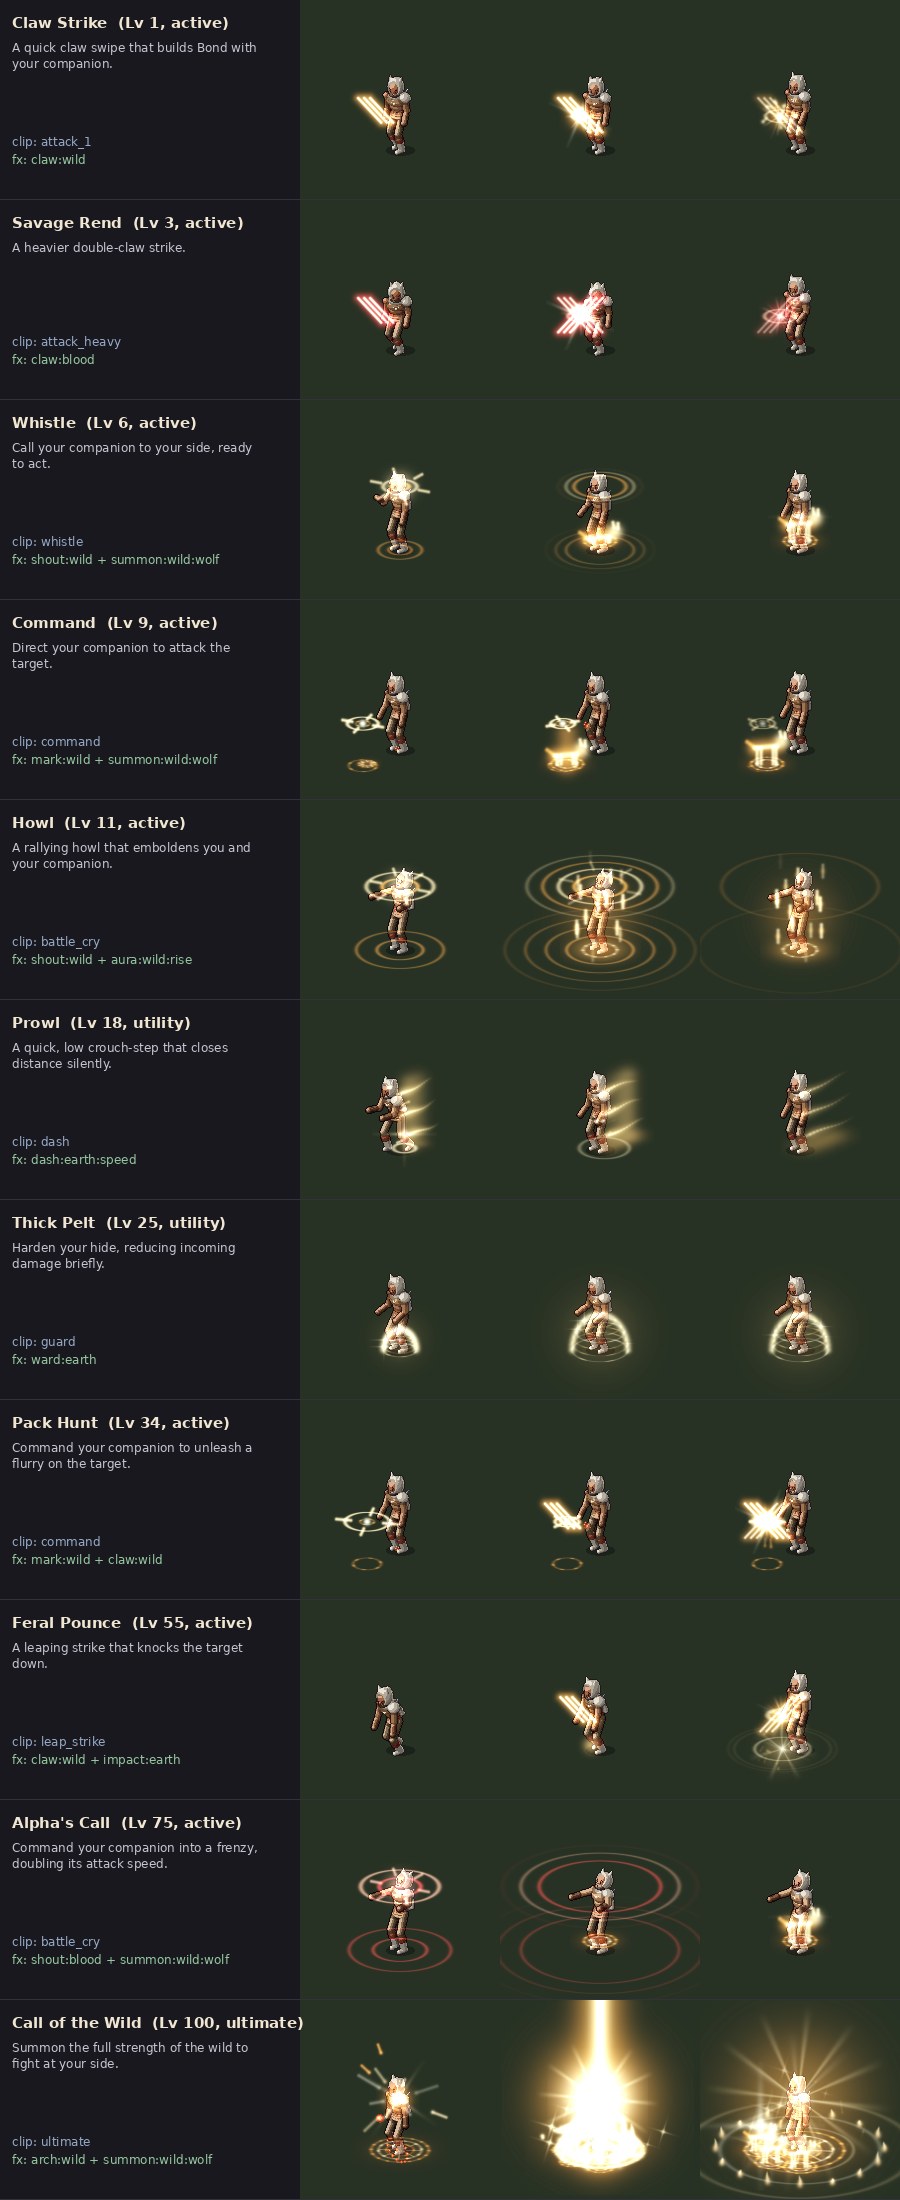 Claw Strike  (Lv 1, active)
A quick claw swipe that builds Bond with
your companion.
clip: attack_1
fx: claw:wild
Savage Rend  (Lv 3, active)
A heavier double-claw strike.
clip: attack_heavy
fx: claw:blood
Whistle  (Lv 6, active)
Call your companion to your side, ready
to act.
clip: whistle
fx: shout:wild + summon:wild:wolf
Command  (Lv 9, active)
Direct your companion to attack the
target.
clip: command
fx: mark:wild + summon:wild:wolf
Howl  (Lv 11, active)
A rallying howl that emboldens you and
your companion.
clip: battle_cry
fx: shout:wild + aura:wild:rise
Prowl  (Lv 18, utility)
A quick, low crouch-step that closes
distance silently.
clip: dash
fx: dash:earth:speed
Thick Pelt  (Lv 25, utility)
Harden your hide, reducing incoming
damage briefly.
clip: guard
fx: ward:earth
Pack Hunt  (Lv 34, active)
Command your companion to unleash a
flurry on the target.
clip: command
fx: mark:wild + claw:wild
Feral Pounce  (Lv 55, active)
A leaping strike that knocks the target
down.
clip: leap_strike
fx: claw:wild + impact:earth
Alpha's Call  (Lv 75, active)
Command your companion into a frenzy,
doubling its attack speed.
clip: battle_cry
fx: shout:blood + summon:wild:wolf
Call of the Wild  (Lv 100, ultimate)
Summon the full strength of the wild to
fight at your side.
clip: ultimate
fx: arch:wild + summon:wild:wolf